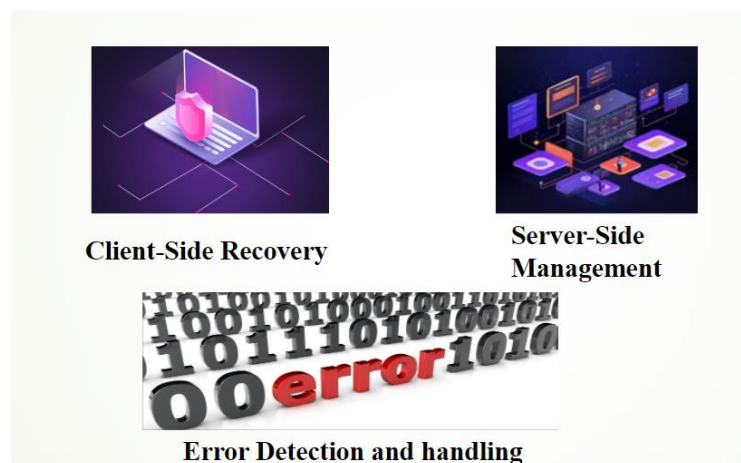 Client-Side Recovery
Server-Side
Management
error
Error Detection and handling